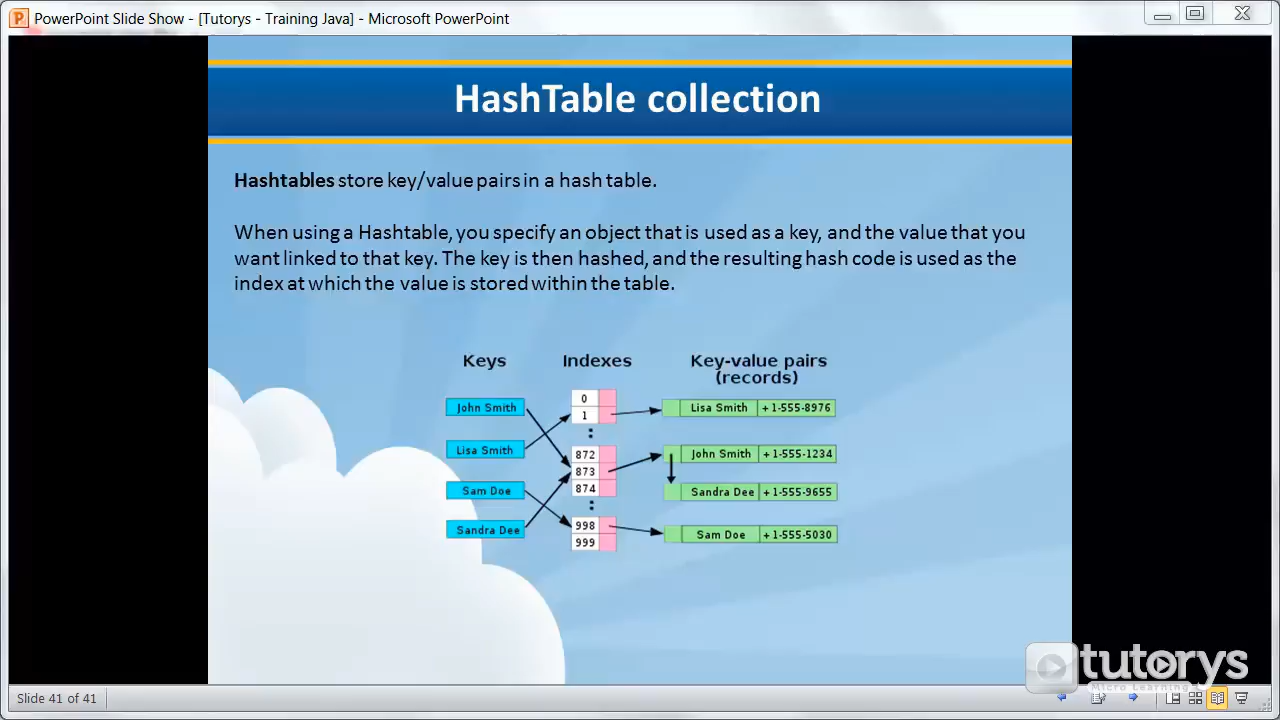 PowerPoint Slide Show - [Tutorys - Training Java] - Microsoft PowerPoint
HashTable collection
Hashtables store key/value pairs in a hash table.
When using a Hashtable, you specify an object that is used as a key, and the value that you
want linked to that key. The key is then hashed, and the resulting hash code is used as the
index at which the value is stored within the table.
Keys
Indexes
Key-value pairs
(records)
John Smith
Lisa Smith
Sam Doe
Sandra Dee
0
1
872
873
874
998
999
Lisa Smith +1-555-8976
John Smith +1-555-1234
Sandra Dee +1-555-9655
Sam Doe +1-555-5030
tutorys
Micro Learning
Slide 41 of 41